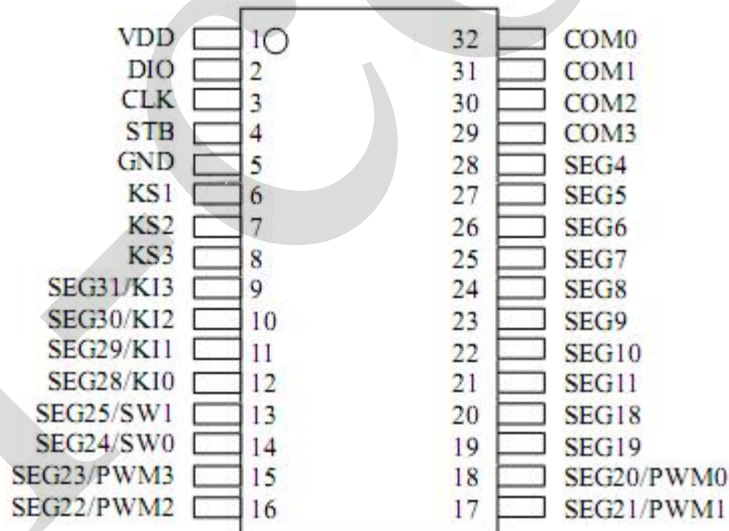 VDD 1 32 COM0
DIO 2 31 COM1
CLK 3 30 COM2
STB 4 29 COM3
GND 5 28 SEG4
KS1 6 27 SEG5
KS2 7 26 SEG6
KS3 8 25 SEG7
SEG31/KI3 9 24 SEG8
SEG30/KI2 10 23 SEG9
SEG29/KI1 11 22 SEG10
SEG28/KI0 12 21 SEG11
SEG25/SW1 13 20 SEG18
SEG24/SW0 14 19 SEG19
SEG23/PWM3 15 18 SEG20/PWM0
SEG22/PWM2 16 17 SEG21/PWM1